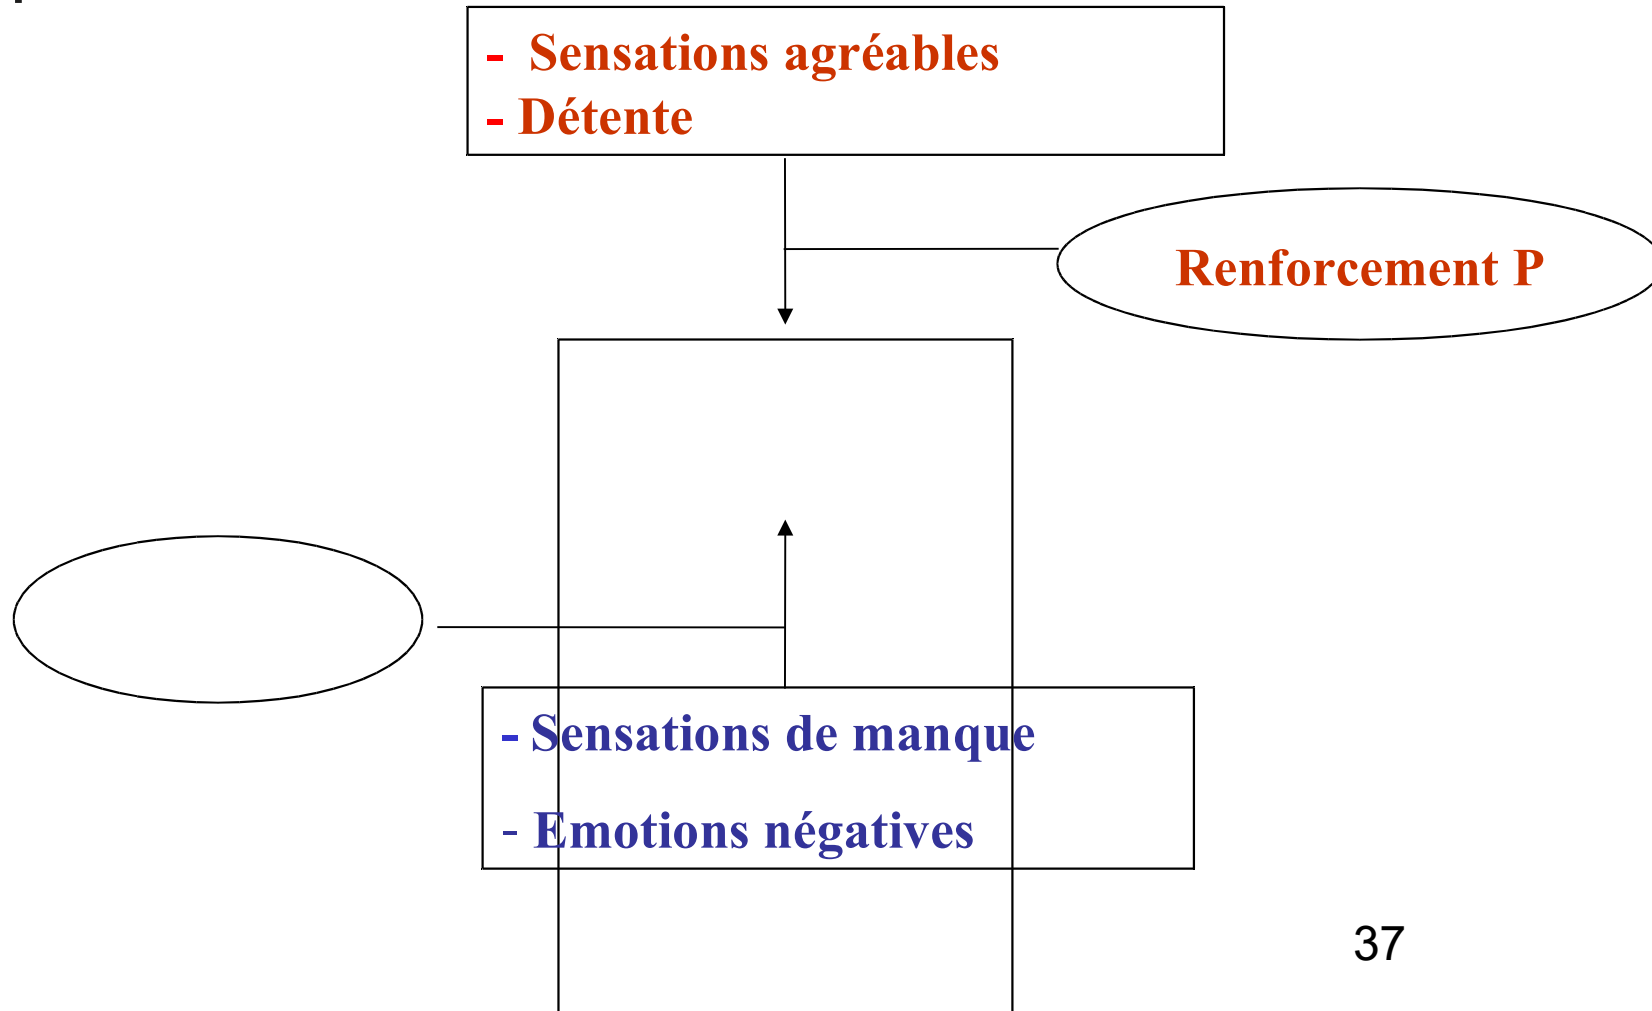 - Sensations agréables
- Détente
Renforcement P
- Sensations de manque
- Emotions négatives
37